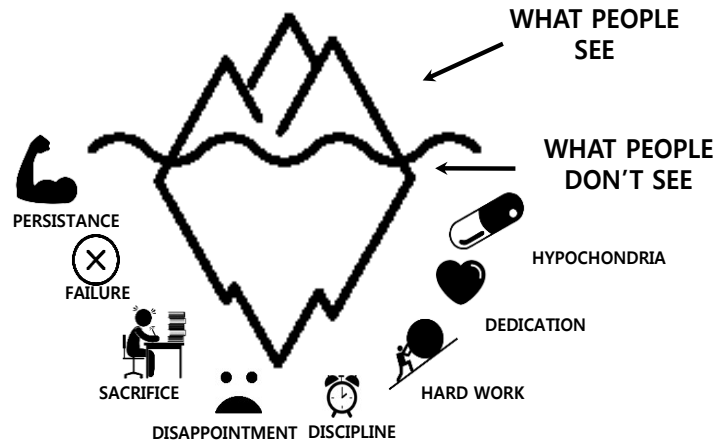 WHAT PEOPLE
SEE
WHAT PEOPLE
DON'T SEE
PERSISTANCE
FAILURE
SACRIFICE
DISAPPOINTMENT
DISCIPLINE
HARD WORK
DEDICATION
HYPOCHONDRIA